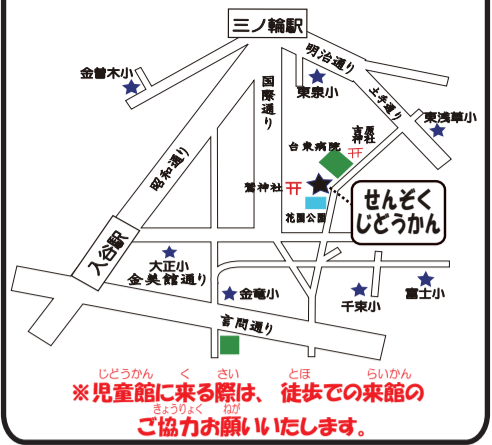 三ノ輪駅
明治通り
金曽木小
国際通り
東泉小
土手通り
東浅草小
吉原
神社
台東病院
昭和通り
鷲神社
せんそく
じどうかん
花園公園
入谷駅
大正小
金美館通り
金竜小
千束小
富士小
言問通り
じどうかん く さい とほ らいかん
※児童館に来る際は、徒歩での来館の
きょうりょく ねが
ご協力お願いいたします。